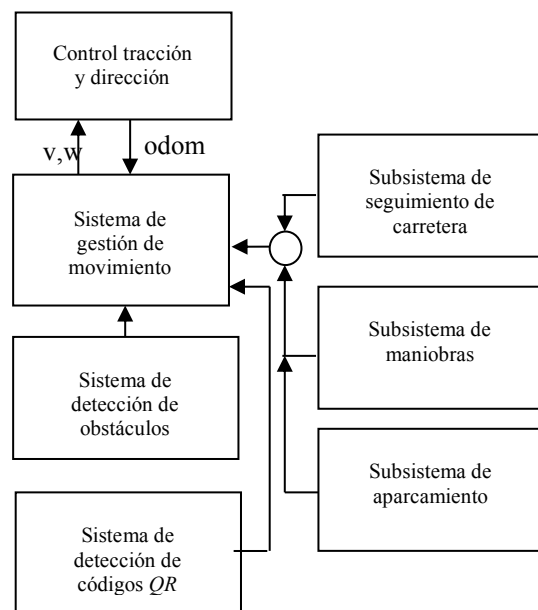 Control tracción
y dirección
v,w
odom
Sistema de
gestión de
movimiento
Subsistema de
seguimiento de
carretera
Subsistema de
maniobras
Sistema de
detección de
obstáculos
Subsistema de
aparcamiento
Sistema de
detección de
códigos QR